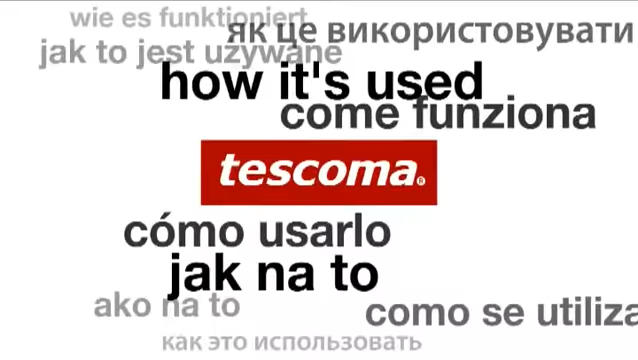 wie es funktioniert
як це використовувати
jak to jest używane
how it's used
come funziona
tescoma®
cómo usarlo
jak na to
ako na to
como se utiliza
как это использовать